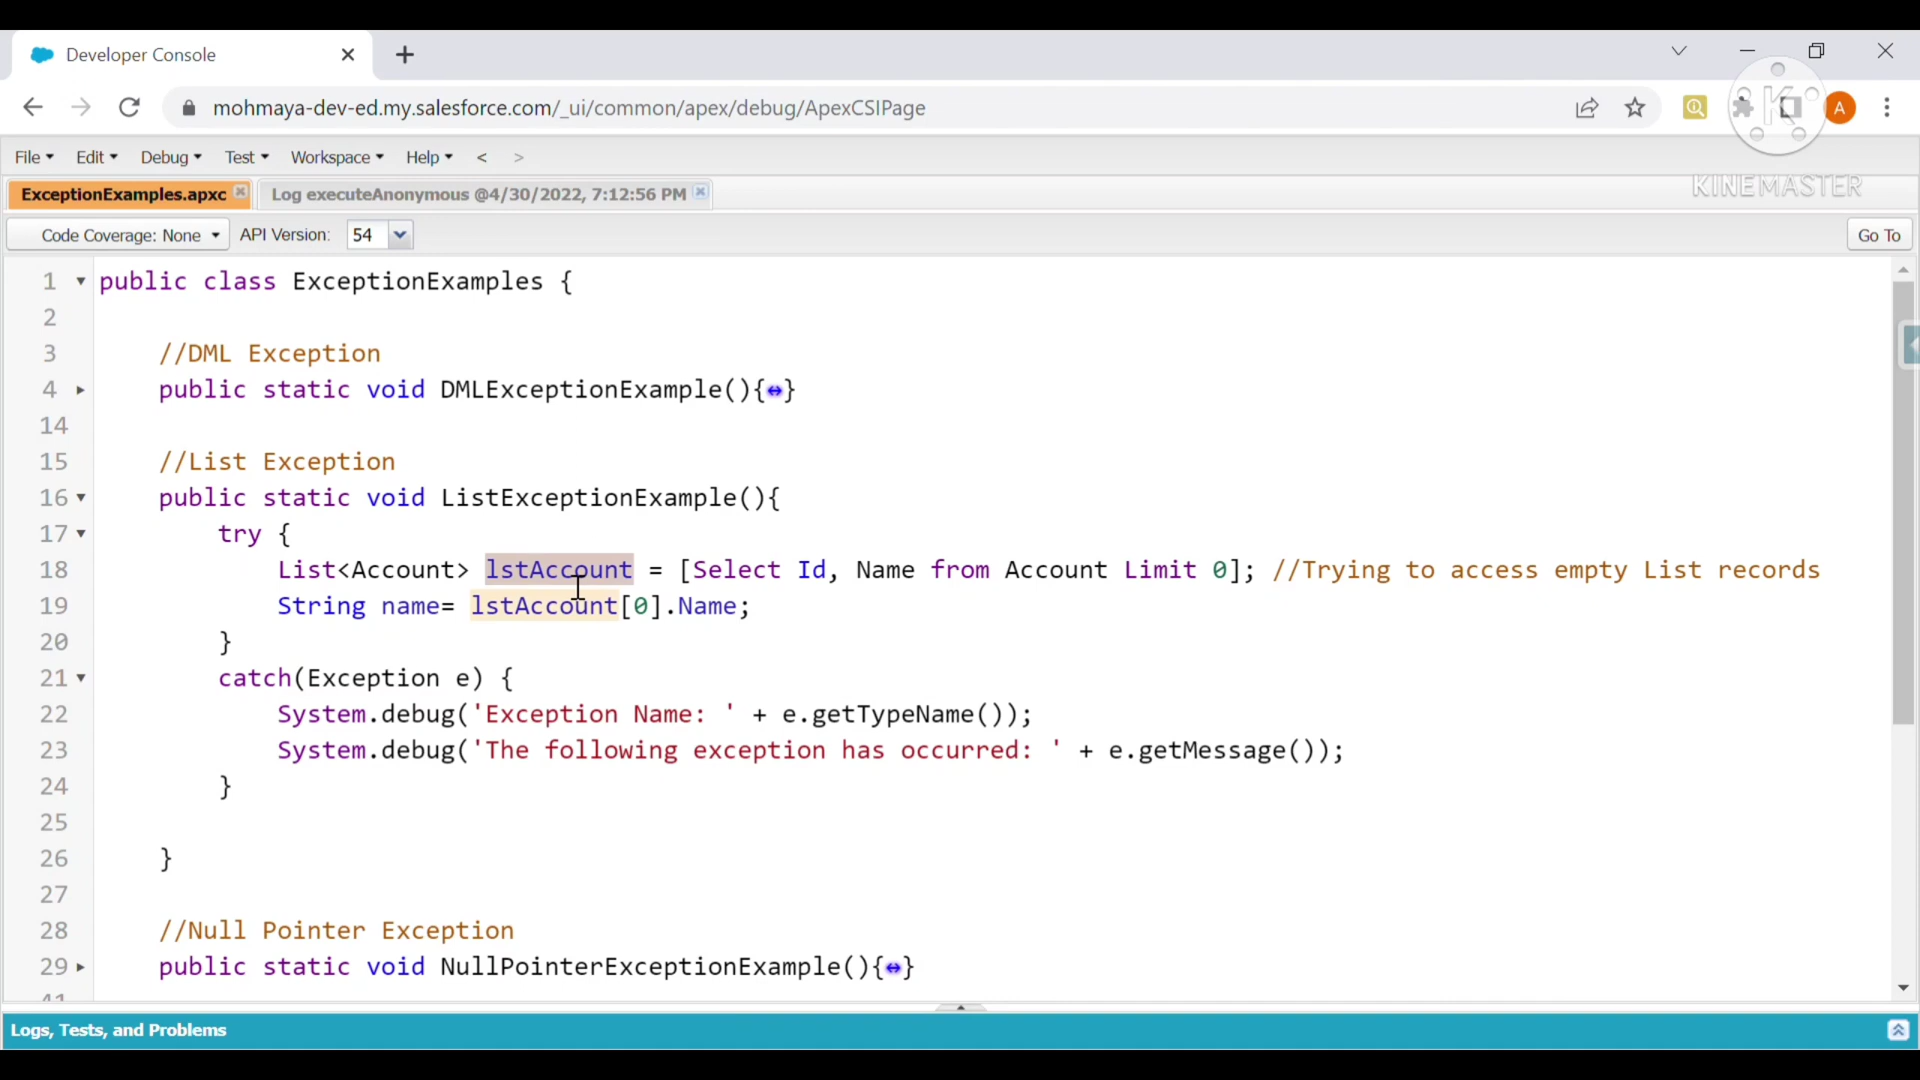 Developer Console
mohmaya-dev-ed.my.salesforce.com/_ui/common/apex/debug/ApexCSIPage
A
K
KINEMASTER
File Edit Debug Test Workspace Help < >
ExceptionExamples.apxc Log executeAnonymous @4/30/2022, 7:12:56 PM
Code Coverage: None API Version: 54 Go To
1 public class ExceptionExamples {
2
3 //DML Exception
4 public static void DMLExceptionExample(){↔}
14
15 //List Exception
16 public static void ListExceptionExample(){
17 try {
18 List<Account> lstAccount = [Select Id, Name from Account Limit 0]; //Trying to access empty List records
19 String name= lstAccount[0].Name;
20 }
21 catch(Exception e) {
22 System.debug('Exception Name: ' + e.getTypeName());
23 System.debug('The following exception has occurred: ' + e.getMessage());
24 }
25
26 }
27
28 //Null Pointer Exception
29 public static void NullPointerExceptionExample(){↔}
41
Logs, Tests, and Problems